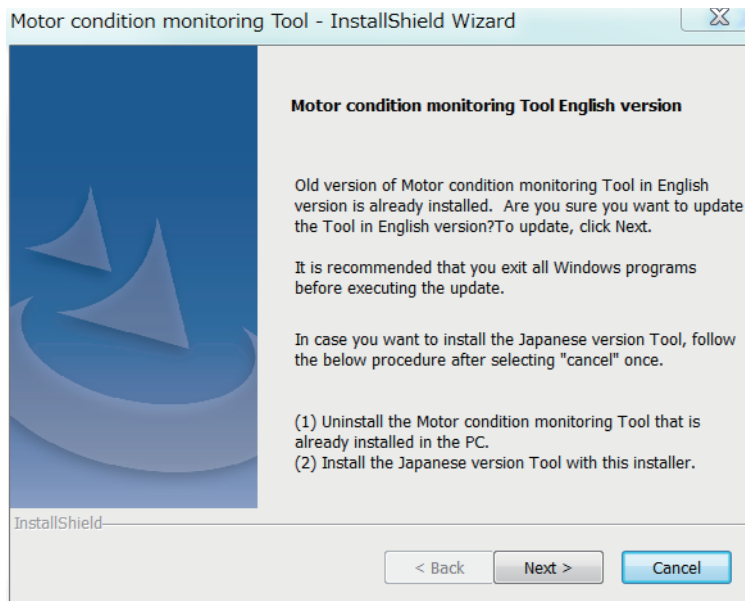 Motor condition monitoring Tool - InstallShield Wizard
Motor condition monitoring Tool English version
Old version of Motor condition monitoring Tool in English
version is already installed.  Are you sure you want to update
the Tool in English version?To update, click Next.
It is recommended that you exit all Windows programs
before executing the update.
In case you want to install the Japanese version Tool, follow
the below procedure after selecting "cancel" once.
(1) Uninstall the Motor condition monitoring Tool that is
already installed in the PC.
(2) Install the Japanese version Tool with this installer.
InstallShield
< Back
Next >
Cancel